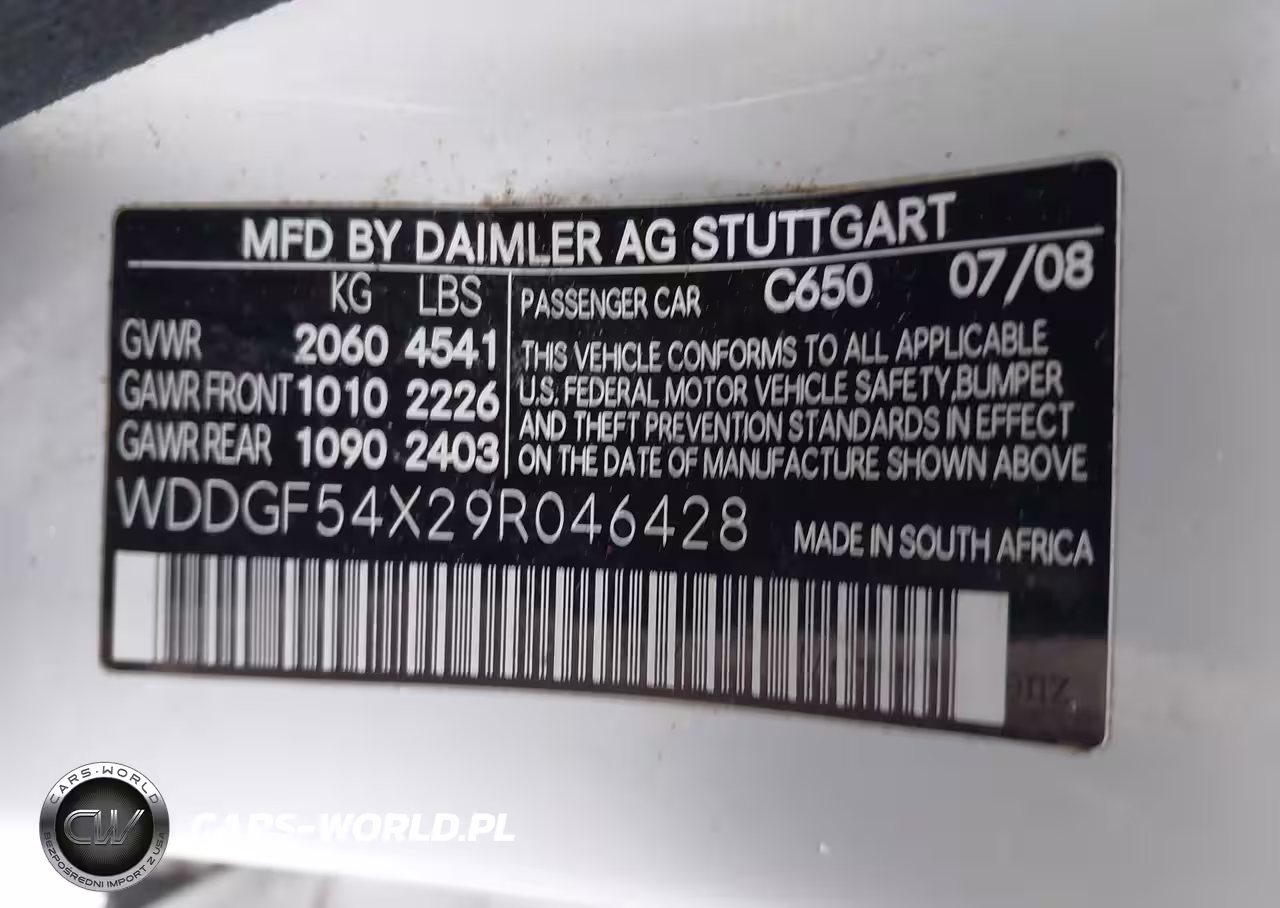 MFD BY DAIMLER AG STUTTGART
KG LBS
GVWR 2060 4541
GAWR FRONT 1010 2226
GAWR REAR 1090 2403
PASSENGER CAR C650 07/08
THIS VEHICLE CONFORMS TO ALL APPLICABLE
U.S. FEDERAL MOTOR VEHICLE SAFETY,BUMPER
AND THEFT PREVENTION STANDARDS IN EFFECT
ON THE DATE OF MANUFACTURE SHOWN ABOVE
WDDGF54X29R046428 MADE IN SOUTH AFRICA
CARS-WORLD
CW
BEZPOŚREDNI IMPORT Z USA
CARS-WORLD.PL